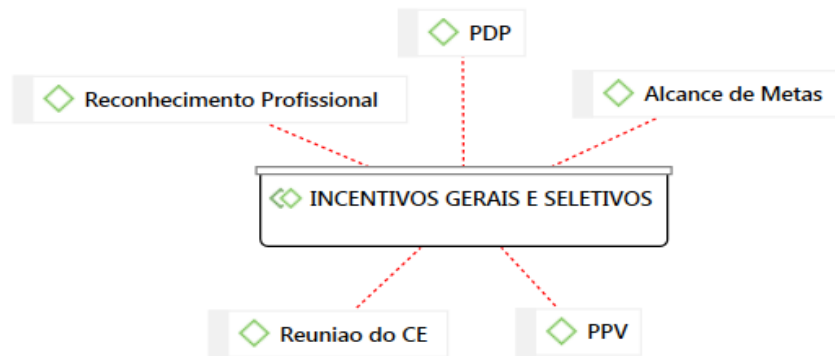 PDP
Reconhecimento Profissional
Alcance de Metas
INCENTIVOS GERAIS E SELETIVOS
Reuniao do CE
PPV